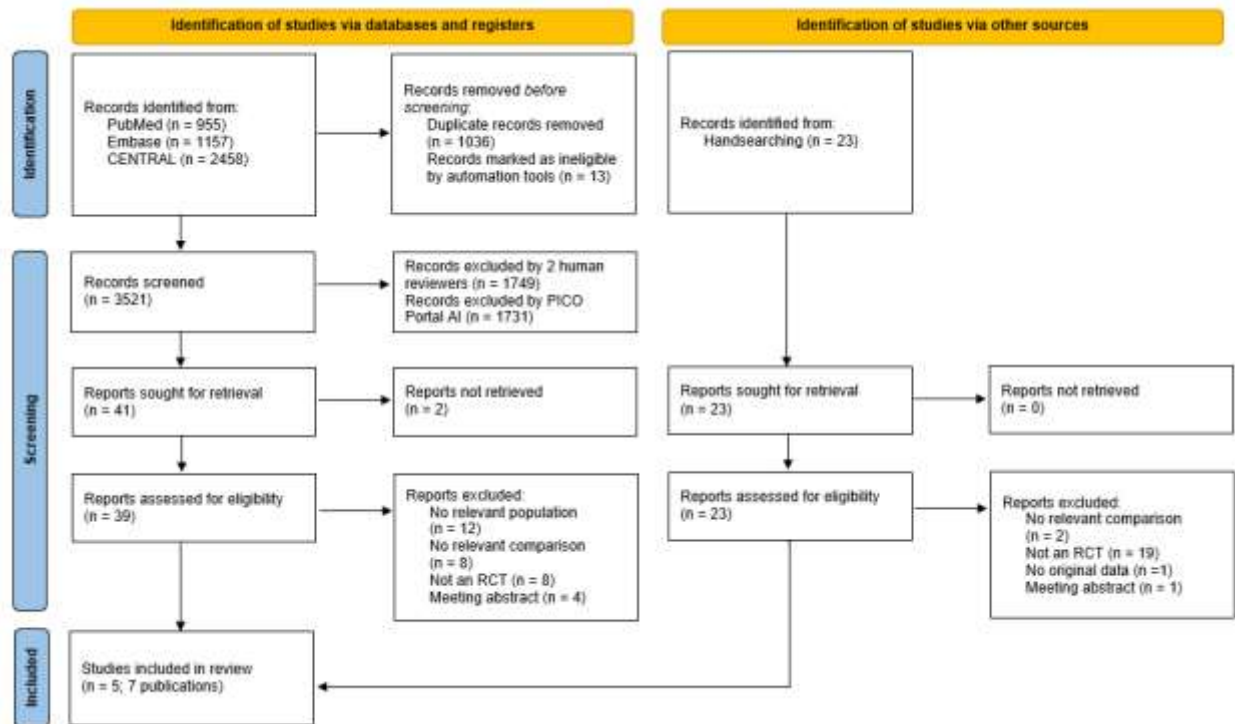 Identification of studies via databases and registers
Identification of studies via other sources
Identification
Records identified from:
PubMed (n = 955)
Embase (n = 1157)
CENTRAL (n = 2458)
Records removed before
screening:
Duplicate records removed
(n = 1036)
Records marked as ineligible
by automation tools (n = 13)
Records identified from:
Handsearching (n = 23)
Screening
Records screened
(n = 3521)
Records excluded by 2 human
reviewers (n = 1749)
Records excluded by PICO
Portal AI (n = 1731)
Reports sought for retrieval
(n = 41)
Reports not retrieved
(n = 2)
Reports sought for retrieval
(n = 23)
Reports not retrieved
(n = 0)
Reports assessed for eligibility
(n = 39)
Reports excluded:
No relevant population
(n = 12)
No relevant comparison
(n = 8)
Not an RCT (n = 8)
Meeting abstract (n = 4)
Reports assessed for eligibility
(n = 23)
Reports excluded:
No relevant comparison
(n = 2)
Not an RCT (n = 19)
No original data (n =1)
Meeting abstract (n = 1)
Included
Studies included in review
(n = 5; 7 publications)